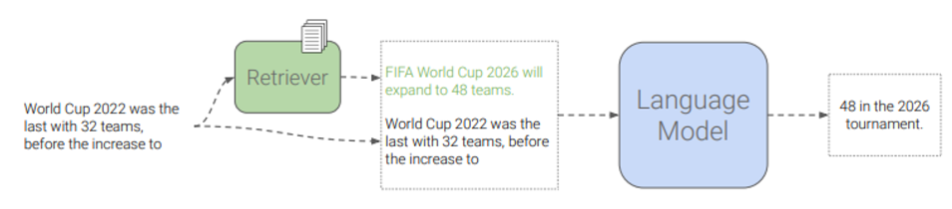 World Cup 2022 was the
last with 32 teams,
before the increase to
Retriever
FIFA World Cup 2026 will
expand to 48 teams.
World Cup 2022 was the
last with 32 teams, before
the increase to
Language
Model
48 in the 2026
tournament.